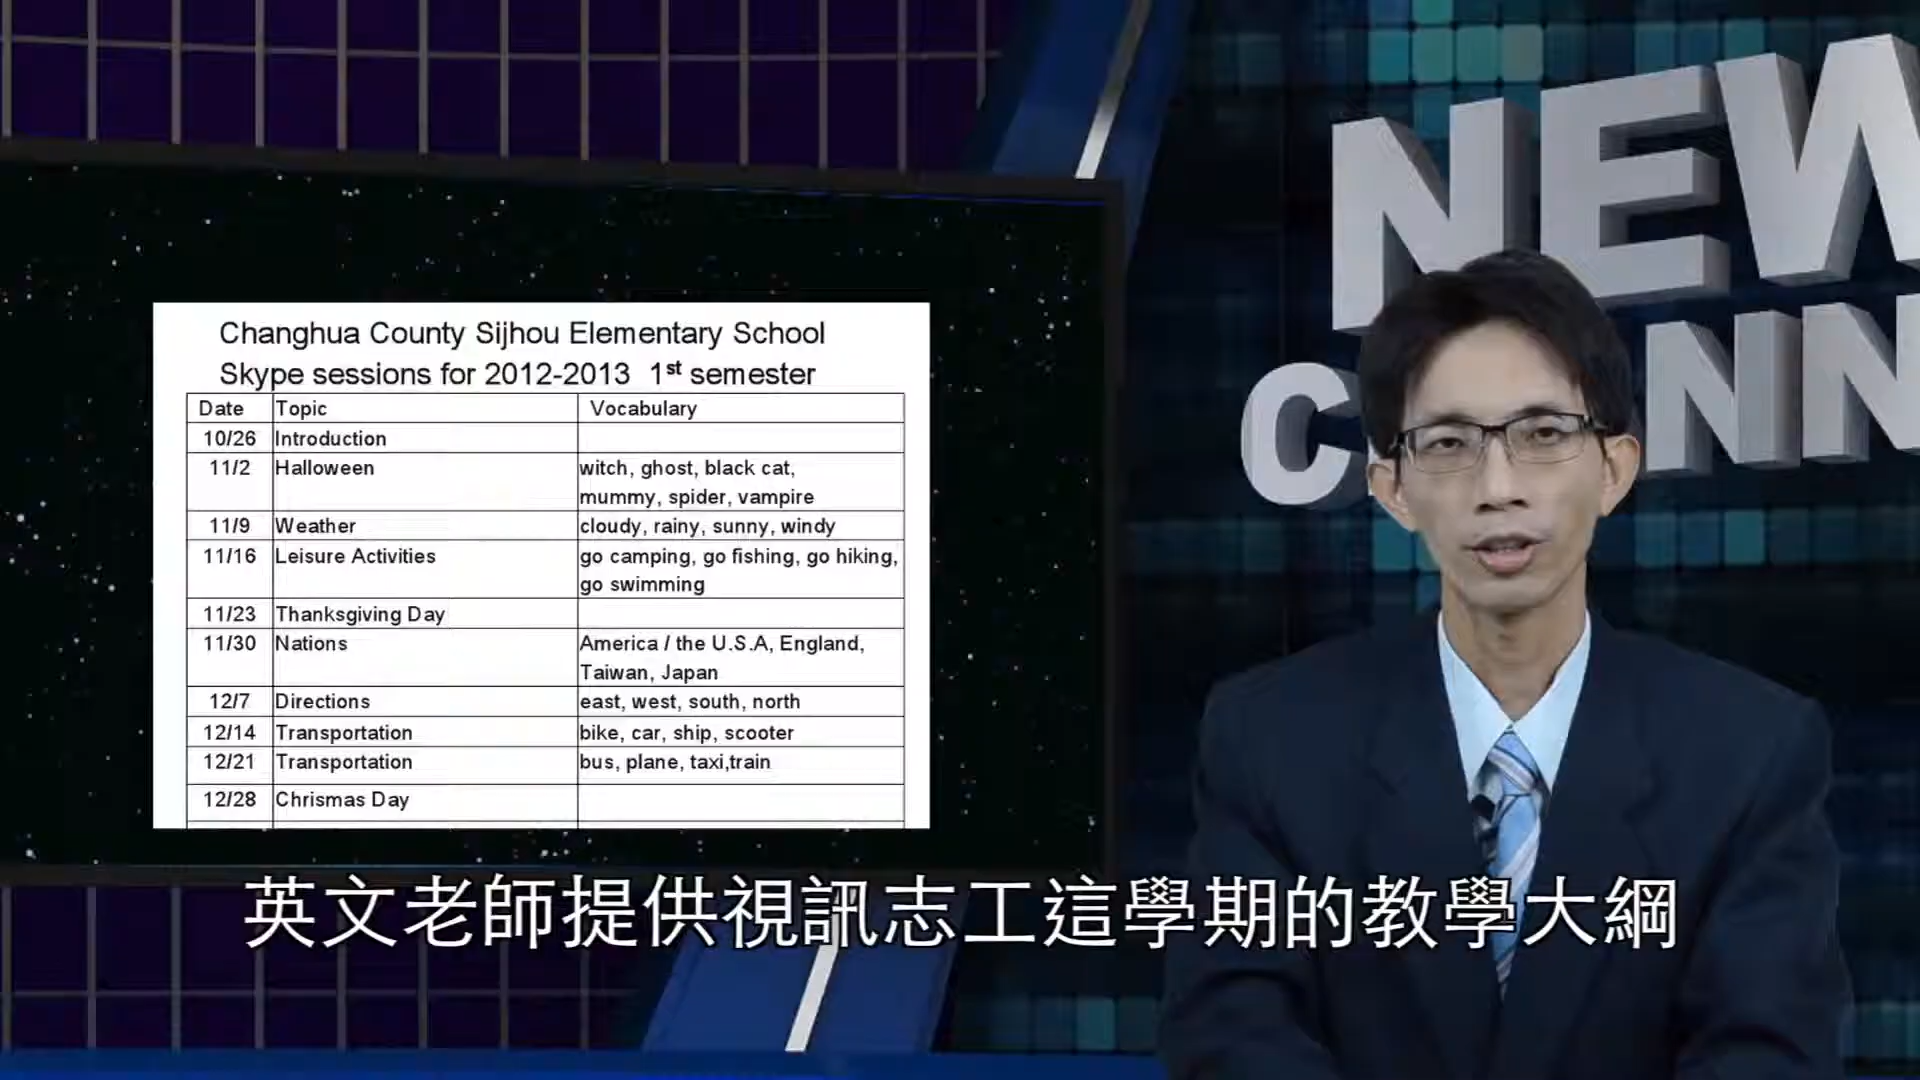 NEW
CHANN
Changhua County Sijhou Elementary School
Skype sessions for 2012-2013 1st semester
Date Topic Vocabulary
10/26 Introduction
11/2 Halloween witch, ghost, black cat,
mummy, spider, vampire
11/9 Weather cloudy, rainy, sunny, windy
11/16 Leisure Activities go camping, go fishing, go hiking,
go swimming
11/23 Thanksgiving Day
11/30 Nations America / the U.S.A, England,
Taiwan, Japan
12/7 Directions east, west, south, north
12/14 Transportation bike, car, ship, scooter
12/21 Transportation bus, plane, taxi,train
12/28 Chrismas Day
英文老師提供視訊志工這學期的教學大綱